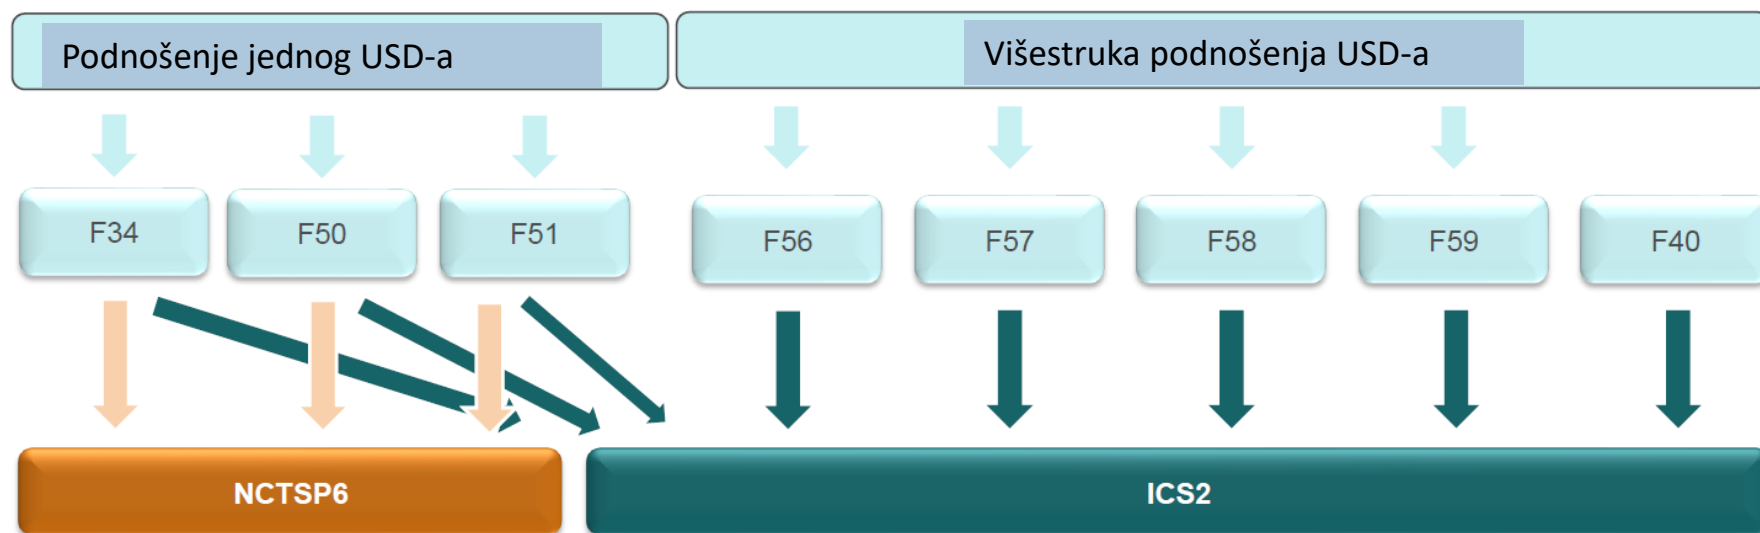 Podnošenje jednog USD-a
Višestruka podnošenja USD-a
F34
F50
F51
F56
F57
F58
F59
F40
NCTSP6
ICS2